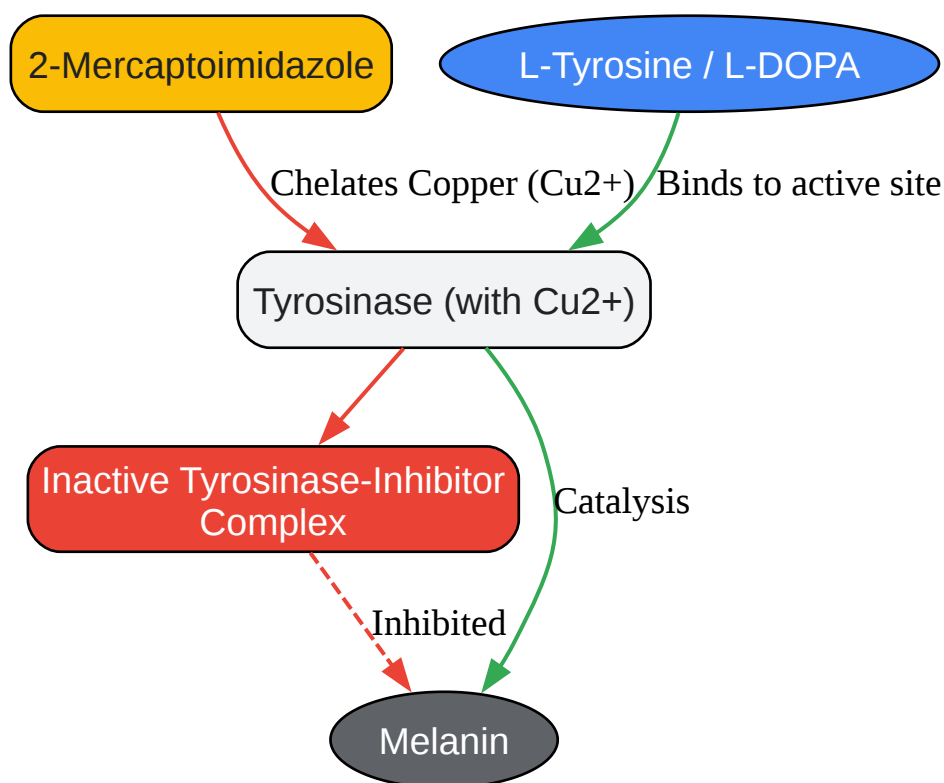 2-Mercaptoimidazole
L-Tyrosine / L-DOPA
Chelates Copper (Cu2+)
Binds to active site
Tyrosinase (with Cu2+)
Inactive Tyrosinase-Inhibitor
Complex
Catalysis
Inhibited
Melanin